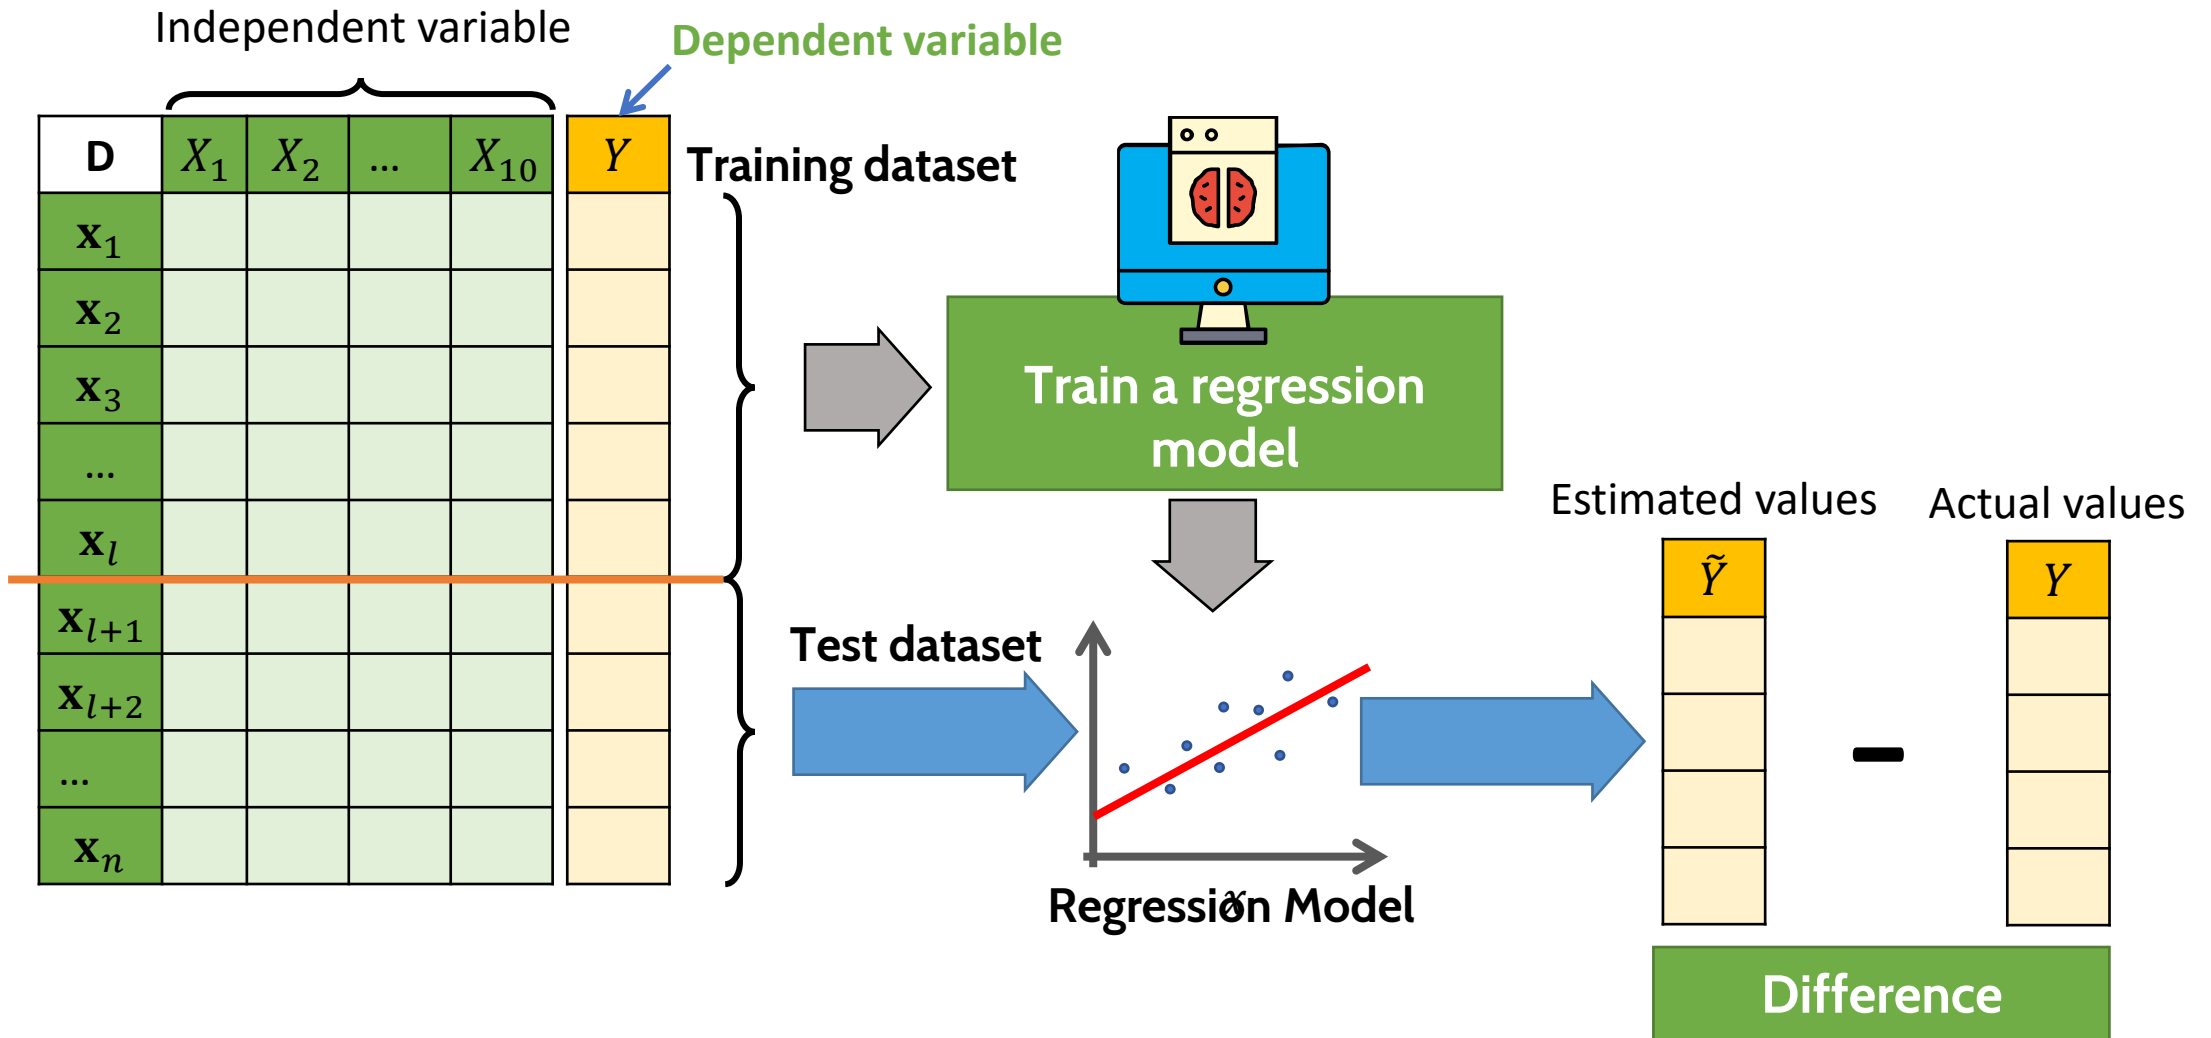 Independent variable
Dependent variable
D X₁ X₂ ... X₁₀ Y
Training dataset
𝐱₁
𝐱₂
𝐱₃
...
𝐱ₗ
𝐱ₗ₊₁
𝐱ₗ₊₂
...
𝐱ₙ
Train a regression
model
Test dataset
x
Regression Model
Estimated values
Actual values
Ỹ
Y
-
Difference